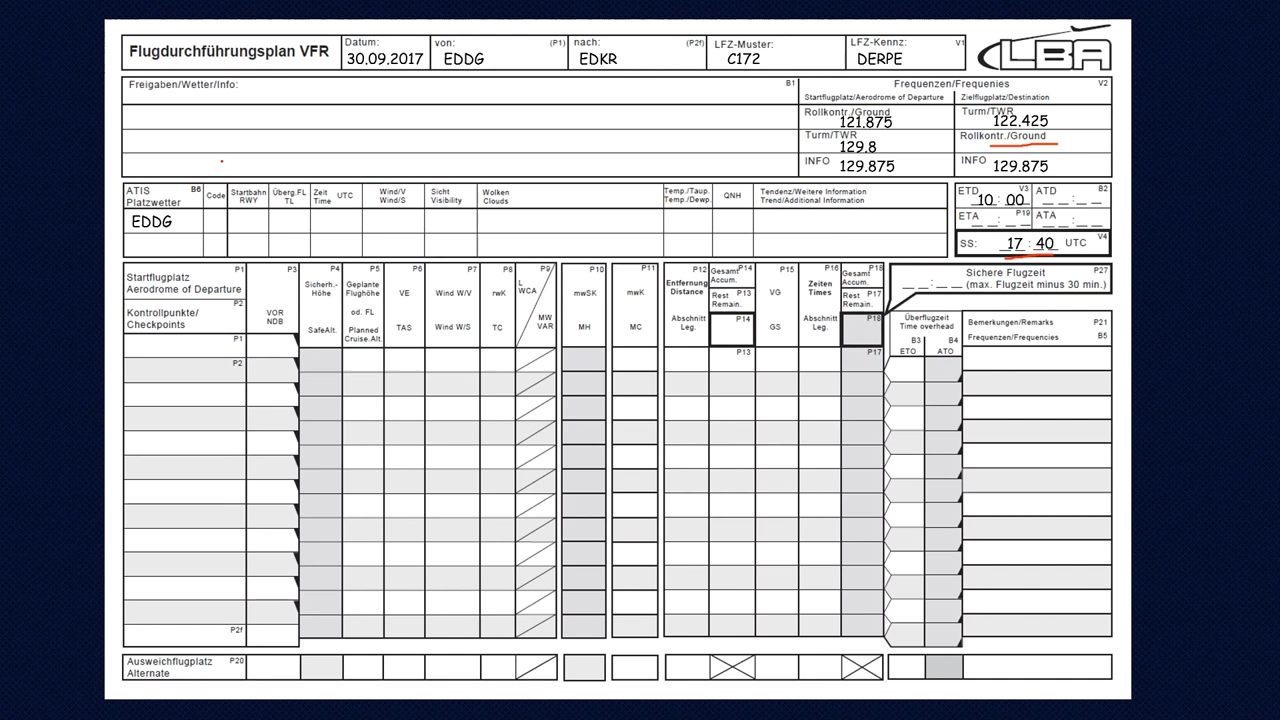 Flugdurchführungsplan VFR
Datum:
30.09.2017
von: (P1)
EDDG
nach: (P2f)
EDKR
LFZ-Muster:
C172
LFZ-Kennz: V1
DERPE
LBA
Freigaben/Wetter/Info: B1
Frequenzen/Frequenies V2
Startflugplatz/Aerodrome of Departure
Zielflugplatz/Destination
Rollkontr./Ground
121.875
Turm/TWR
122.425
Turm/TWR
129.8
Rollkontr./Ground
INFO 129.875
INFO 129.875
ATIS B6
Platzwetter
Code
Startbahn
RWY
Überg.FL
TL
Zeit
Time UTC
Wind/V
Wind/S
Sicht
Visibility
Wolken
Clouds
Temp./Taup.
Temp./Dewp.
QNH
Tendenz/Weitere Information
Trend/Additional Information
EDDG
ETD V3
10 : 00
ATD B2
__ : __
ETA P19
__ : __
ATA __ : __
SS: 17 : 40 UTC V4
Startflugplatz P1
Aerodrome of Departure
P2
Kontrollpunkte/
Checkpoints
P3
VOR
NDB
P4
Sicherh.-
Höhe
SafeAlt.
P5
Geplante
Flughöhe
od. FL
Planned
Cruise.Alt.
P6
VE
TAS
P7
Wind W/V
Wind W/S
P8
rwK
TC
P9
L
WCA
MW
VAR
P10
mwSK
MH
P11
mwK
MC
P12
Entfernung
Distance
Abschnitt
Leg.
Gesamt P14
Accum.
Rest P13
Remain.
P14
P15
VG
GS
P16
Zeiten
Times
Abschnitt
Leg.
Gesamt P18
Accum.
Rest P17
Remain.
P18
Sichere Flugzeit P27
__ : __ (max. Flugzeit minus 30 min.)
Überflugzeit
Time overhead
B3
ETO
B4
ATO
Bemerkungen/Remarks P21
Frequenzen/Frequencies B5
P1
P13
P17
P2
P2f
Ausweichflugplatz P20
Alternate